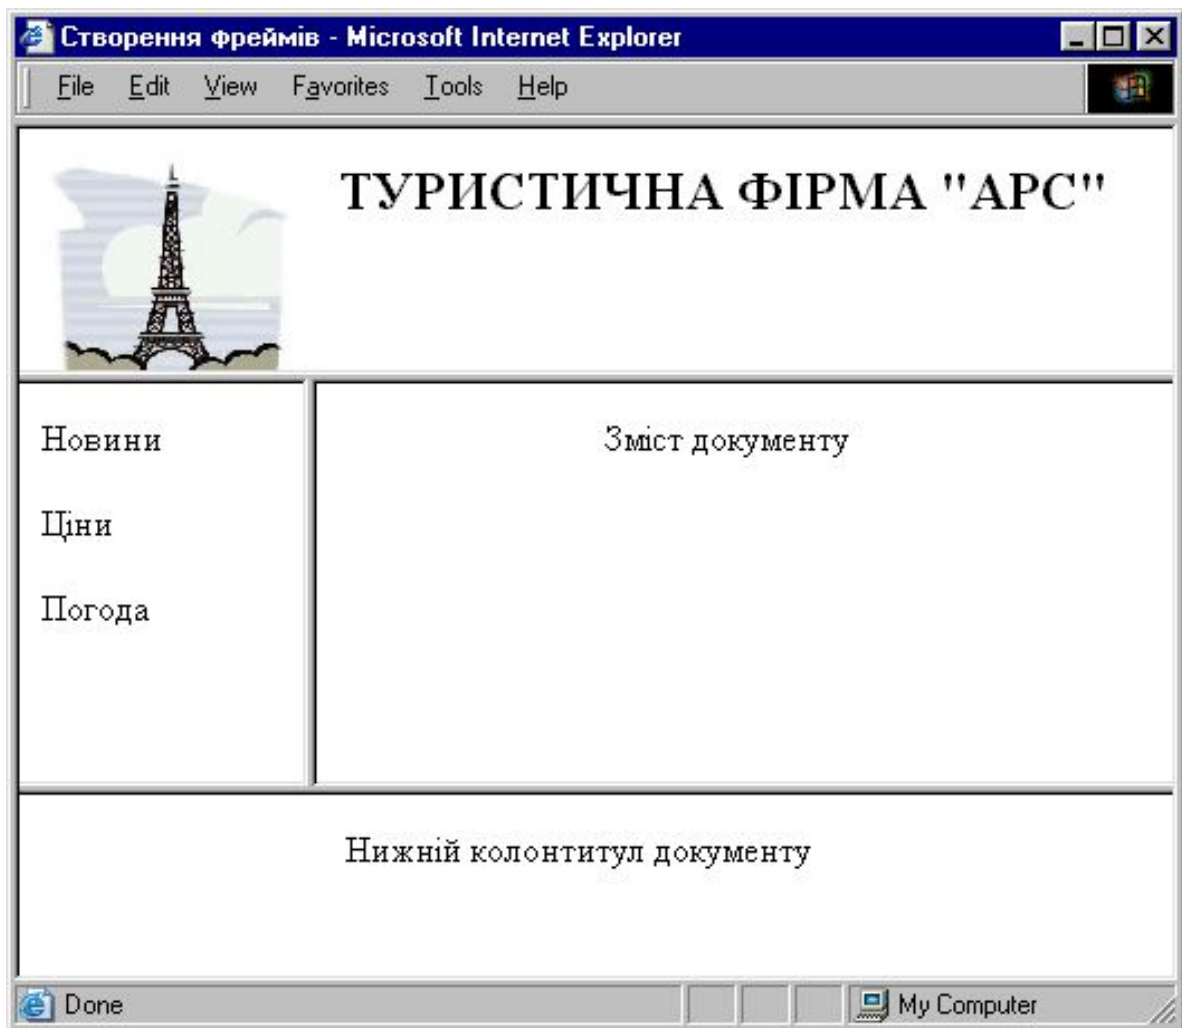 Створення фреймів - Microsoft Internet Explorer
File Edit View Favorites Tools Help
ТУРИСТИЧНА ФІРМА "АРС"
Новини
Зміст документу
Ціни
Погода
Нижній колонтитул документу
Done
My Computer